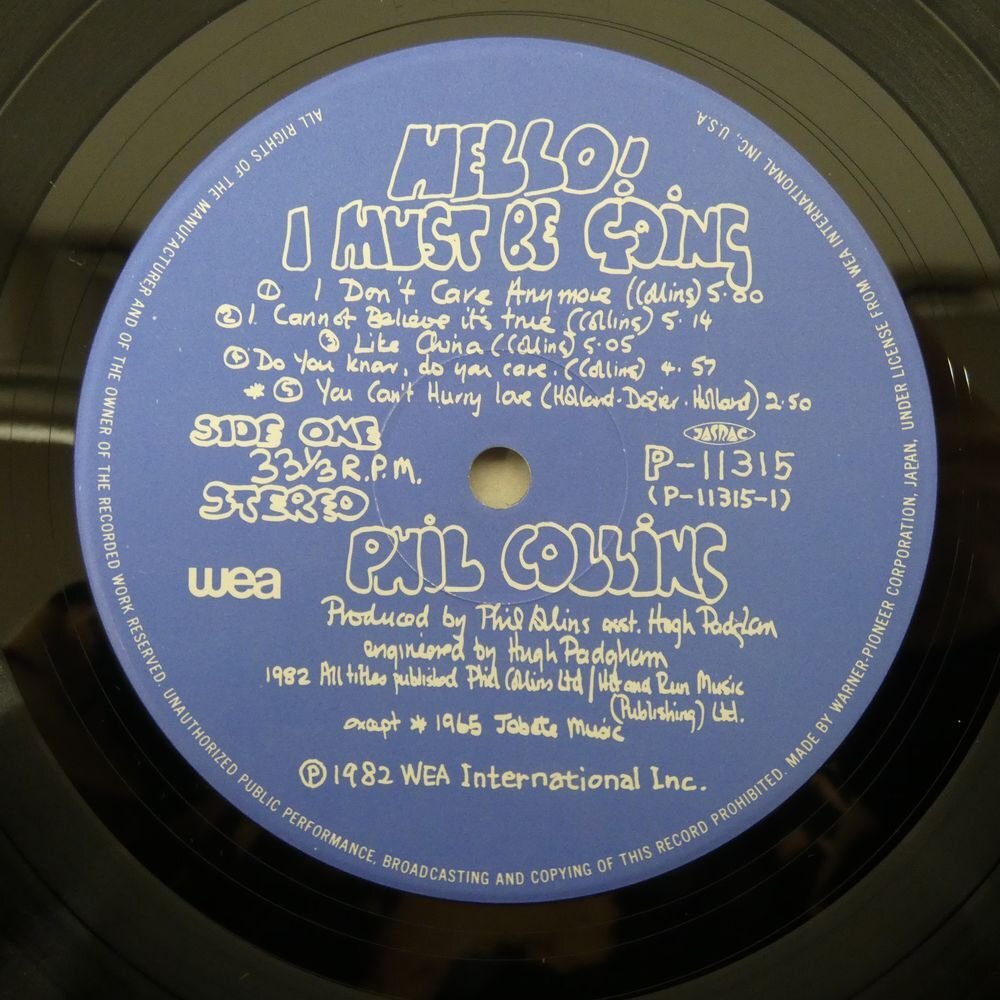 HELLO!
I MUST BE GOING
① I Don't Care Anymore (Collins) 5.00
② I Cannot Believe it's true (Collins) 5.14
③ Like China (Collins) 5.05
④ Do You know, do you care. (Collins) 4.57
* ⑤ You Can't Hurry love (Holland-Dozier.Holland) 2.50
SIDE ONE
33⅓ R.P.M.
STEREO
JASRAC
P-11315
(P-11315-1)
wea
PHIL COLLINS
Produced by Phil Collins asst. Hugh Padgham
engineered by Hugh Padgham
1982 All titles published Phil Collins Ltd / Hit and Run Music
(Publishing) Ltd.
except * 1965 Jobete Music
Ⓟ 1982 WEA International Inc.
ALL RIGHTS OF THE MANUFACTURER AND OF THE OWNER OF THE RECORDED WORK RESERVED. UNAUTHORIZED PUBLIC PERFORMANCE, BROADCASTING AND COPYING OF THIS RECORD PROHIBITED. MADE BY WARNER-PIONEER CORPORATION, JAPAN, UNDER LICENSE FROM WEA INTERNATIONAL INC, U.S.A.